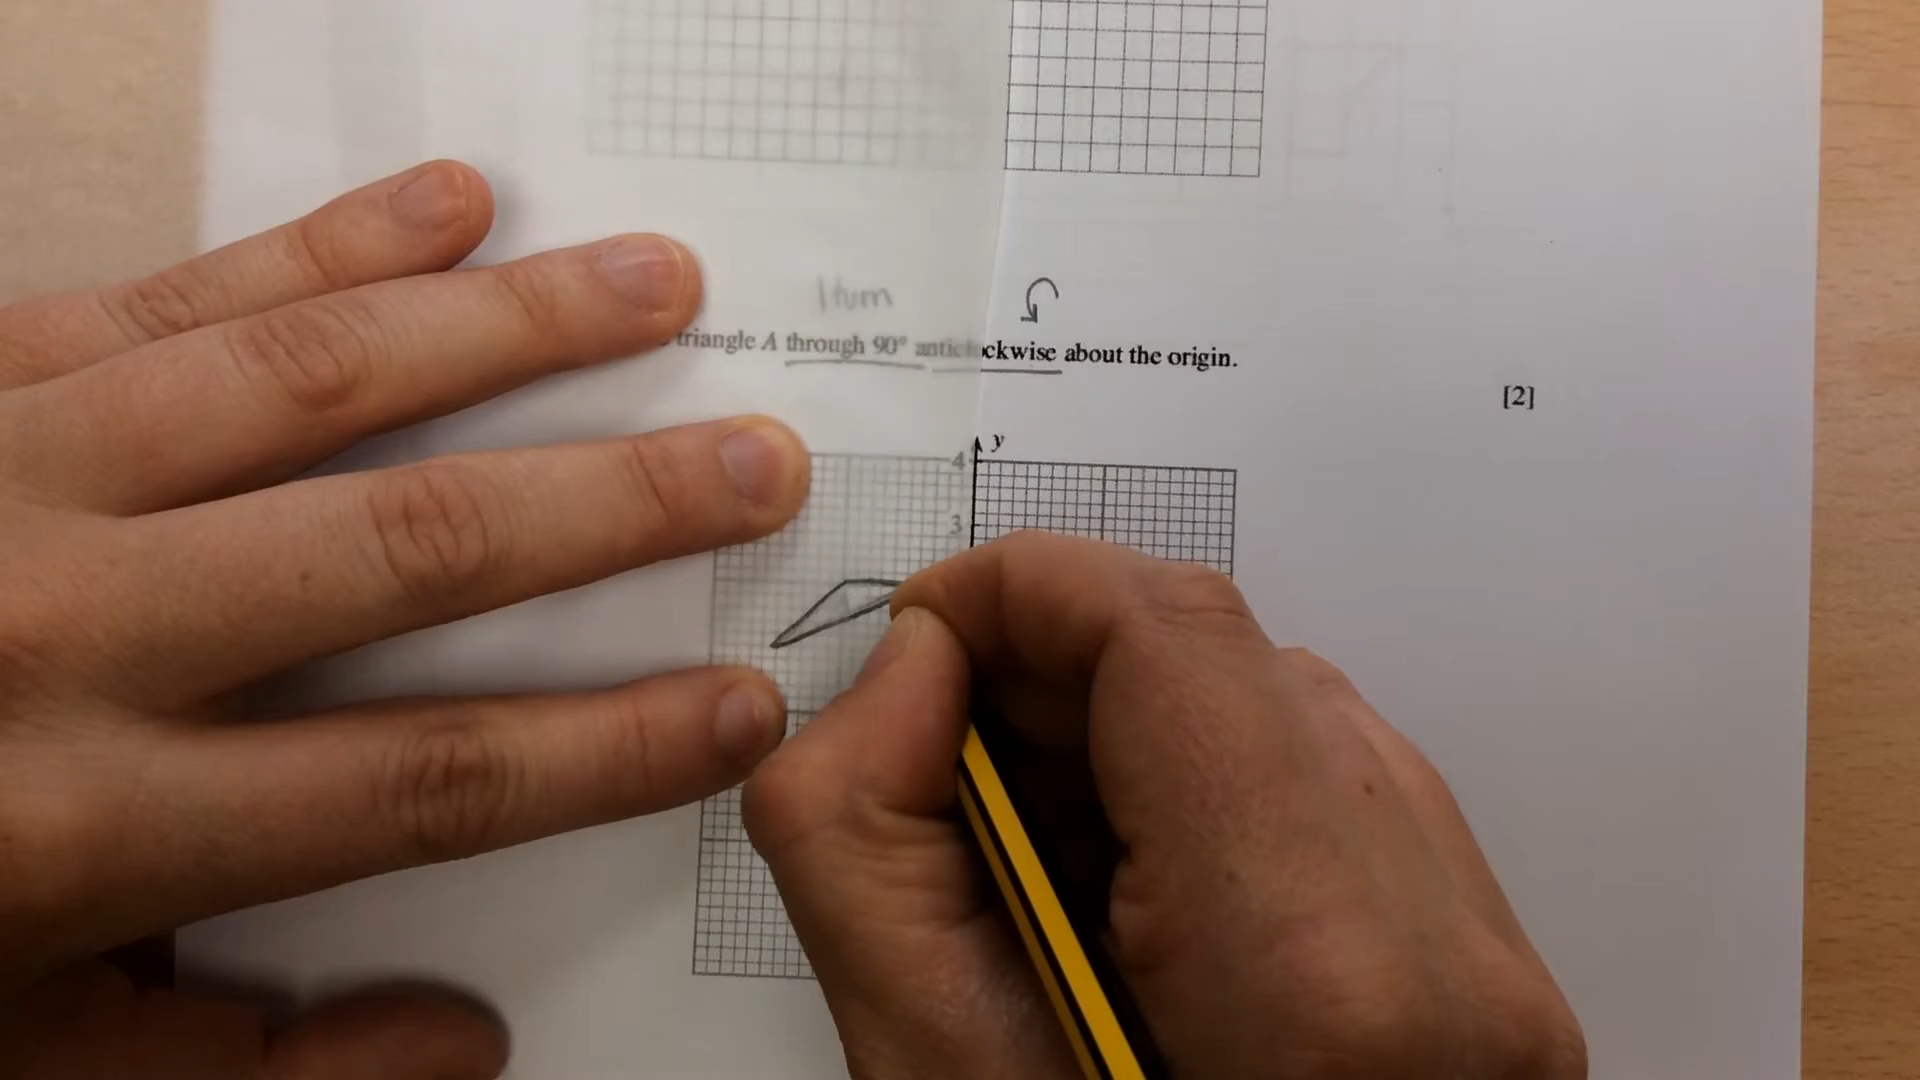 1 turn
triangle A through 90° anticlockwise about the origin.
[2]
y
4
3